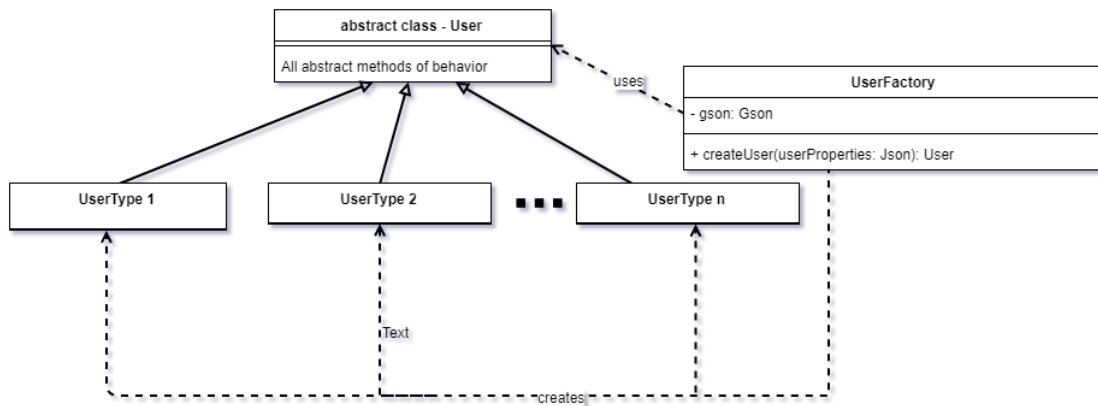 abstract class - User
All abstract methods of behavior
uses
UserFactory
- gson: Gson
+ createUser(userProperties: Json): User
UserType 1
UserType 2
UserType n
Text
creates